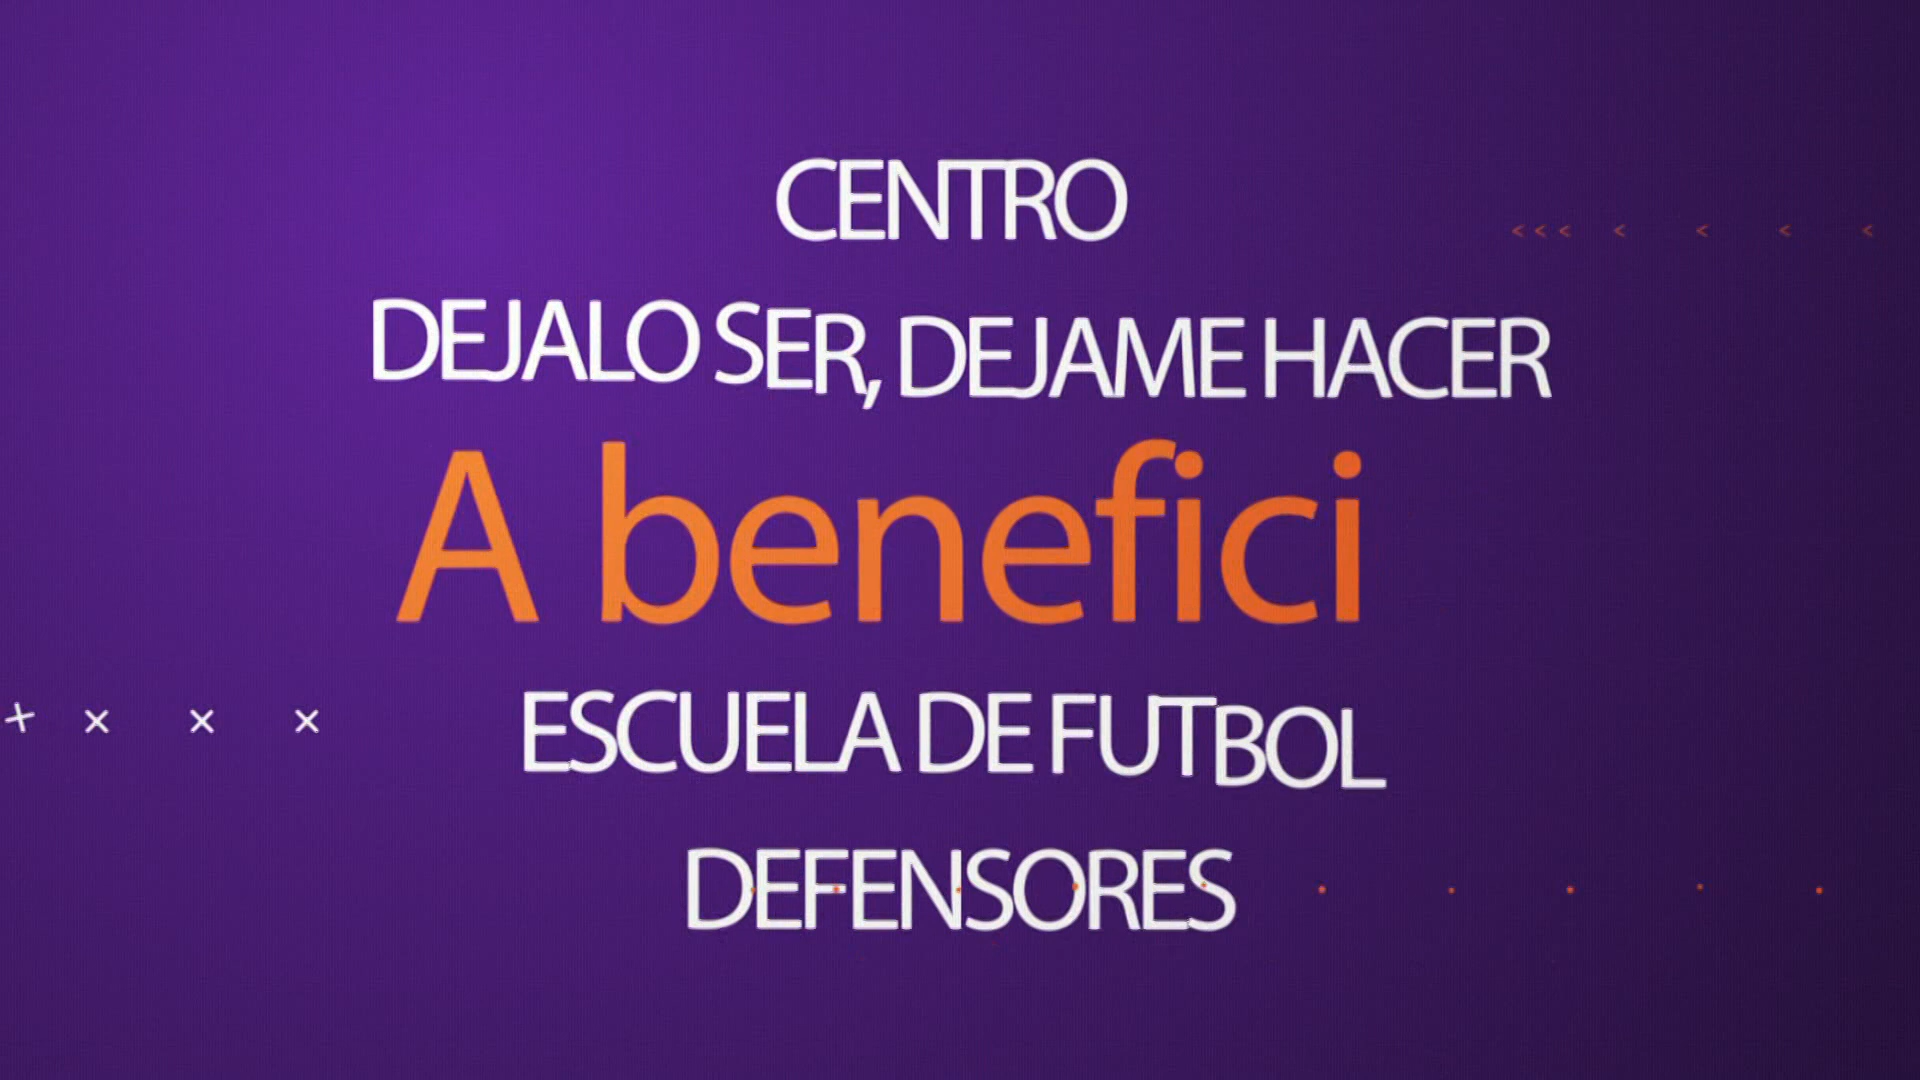 CENTRO
DEJALO SER, DEJAME HACER
A benefici
ESCUELA DE FUTBOL
DEFENSORES